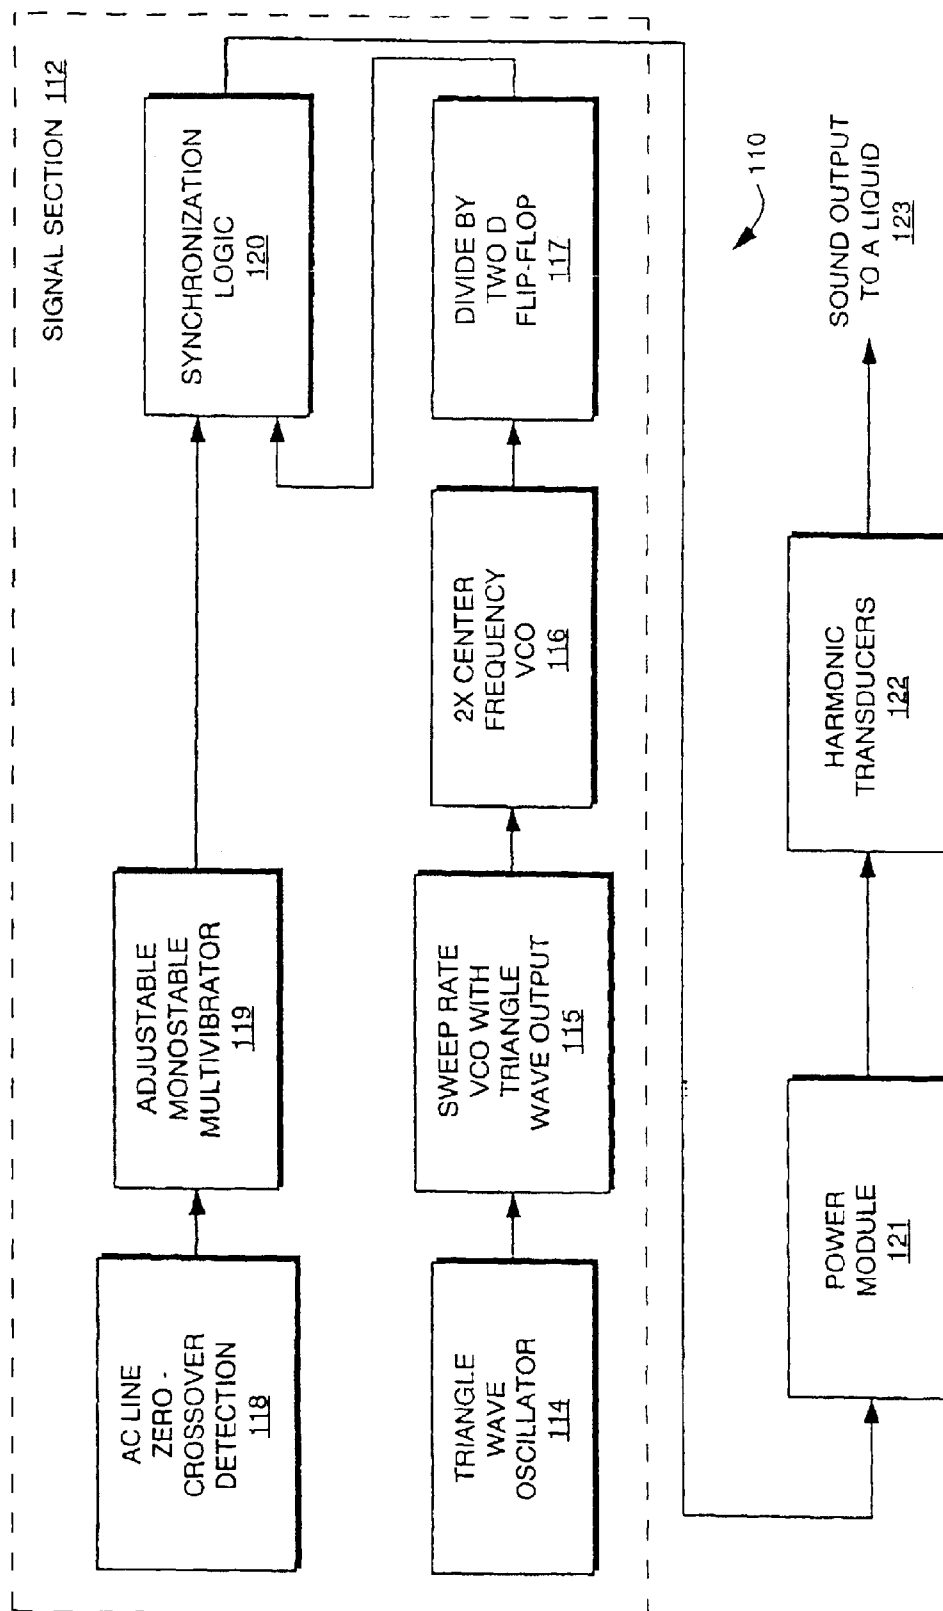 SIGNAL SECTION 112
AC LINE
ZERO -
CROSSOVER
DETECTION
118
ADJUSTABLE
MONOSTABLE
MULTIVIBRATOR
119
SYNCHRONIZATION
LOGIC
120
TRIANGLE
WAVE
OSCILLATOR
114
SWEEP RATE
VCO WITH
TRIANGLE
WAVE OUTPUT
115
2X CENTER
FREQUENCY
VCO
116
DIVIDE BY
TWO D
FLIP-FLOP
117
110
POWER
MODULE
121
HARMONIC
TRANSDUCERS
122
SOUND OUTPUT
TO A LIQUID
123